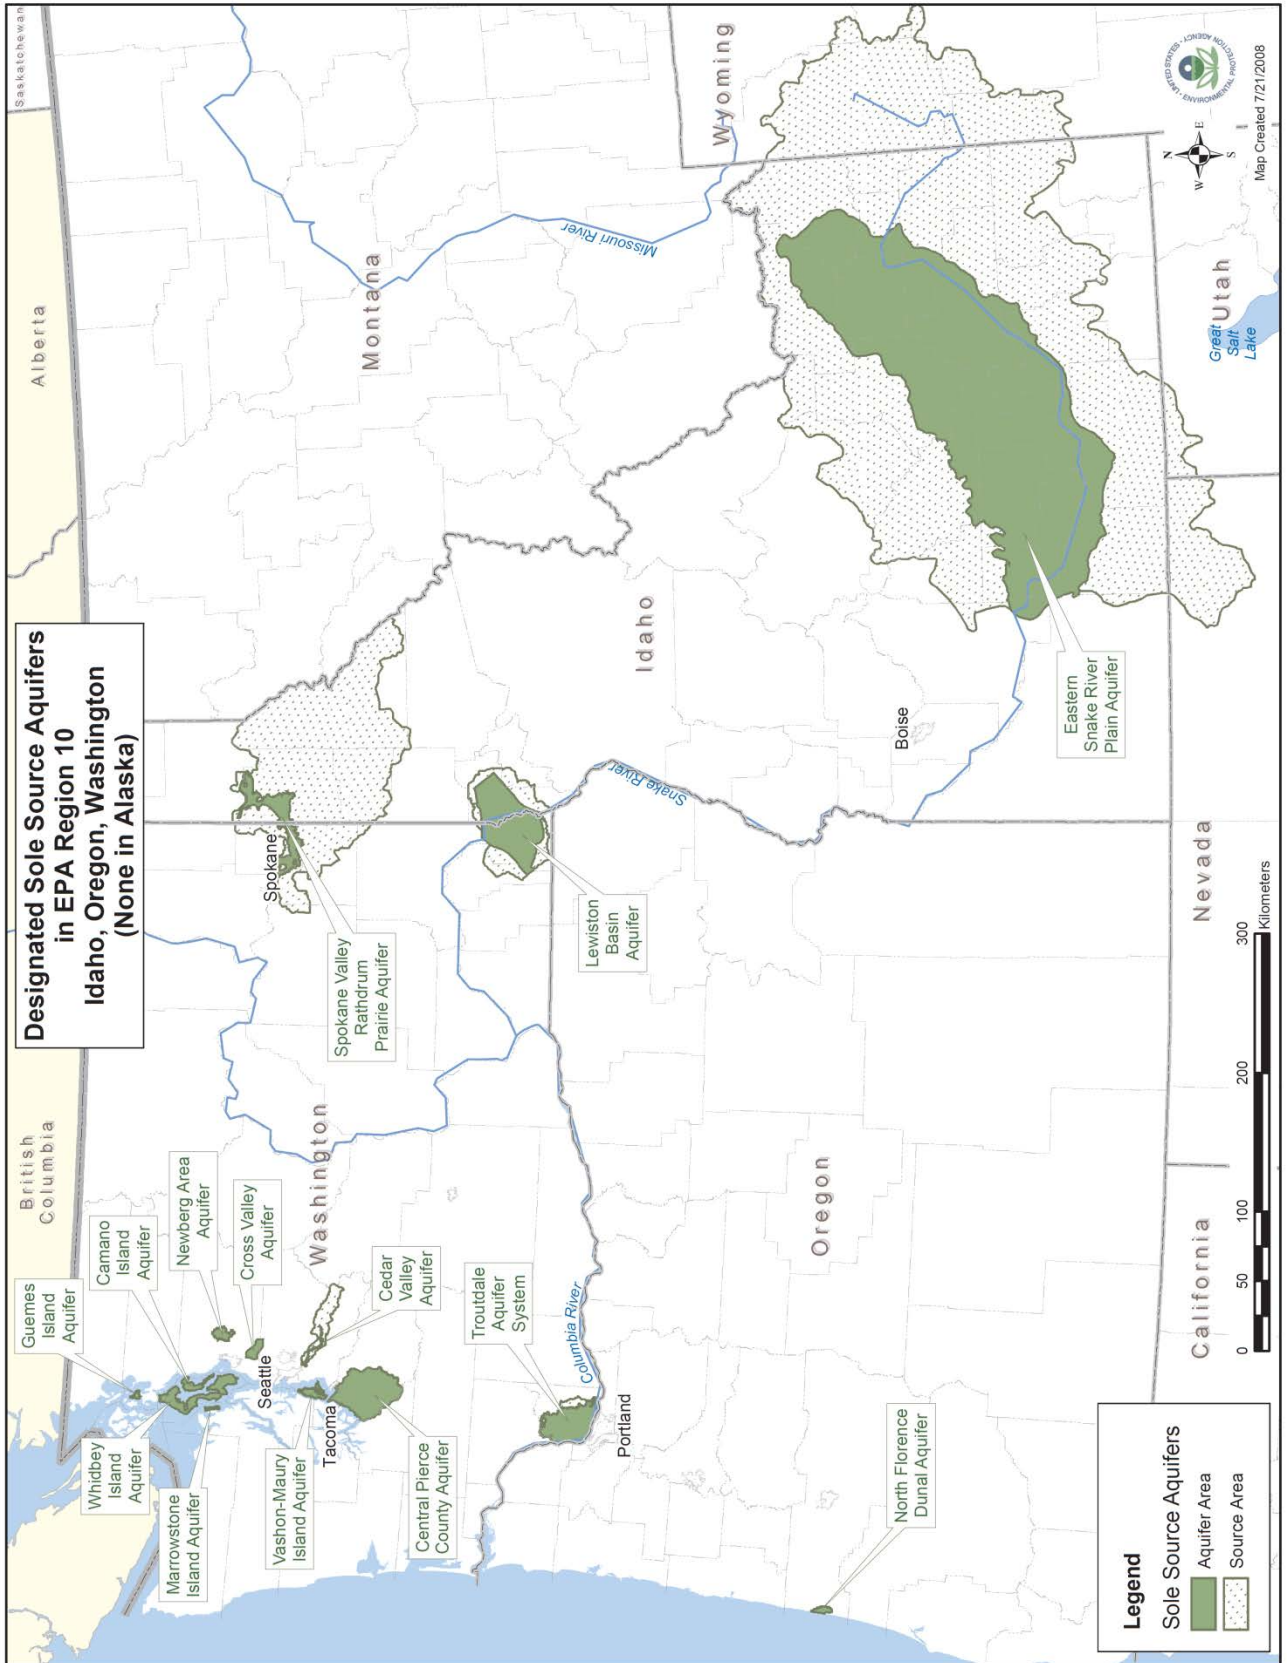 Designated Sole Source Aquifers
in EPA Region 10
Idaho, Oregon, Washington
(None in Alaska)
British
Columbia
Alberta
Saskatchewan
Guemes
Island
Aquifer
Camano
Island
Aquifer
Newberg Area
Aquifer
Cross Valley
Aquifer
Whidbey
Island
Aquifer
Marrowstone
Island Aquifer
Seattle
Vashon-Maury
Island Aquifer
Tacoma
Cedar
Valley
Aquifer
Central Pierce
County Aquifer
Washington
Spokane
Spokane Valley
Rathdrum
Prairie Aquifer
Montana
Missouri River
Troutdale
Aquifer
System
Columbia River
Portland
Lewiston
Basin
Aquifer
Snake River
Idaho
Wyoming
Oregon
Boise
North Florence
Dunal Aquifer
Eastern
Snake River
Plain Aquifer
California
Nevada
Utah
Great
Salt
Lake
Legend
Sole Source Aquifers
Aquifer Area
Source Area
0 50 100 200 300
Kilometers
N
W E
S
UNITED STATES • ENVIRONMENTAL PROTECTION AGENCY •
Map Created 7/21/2008